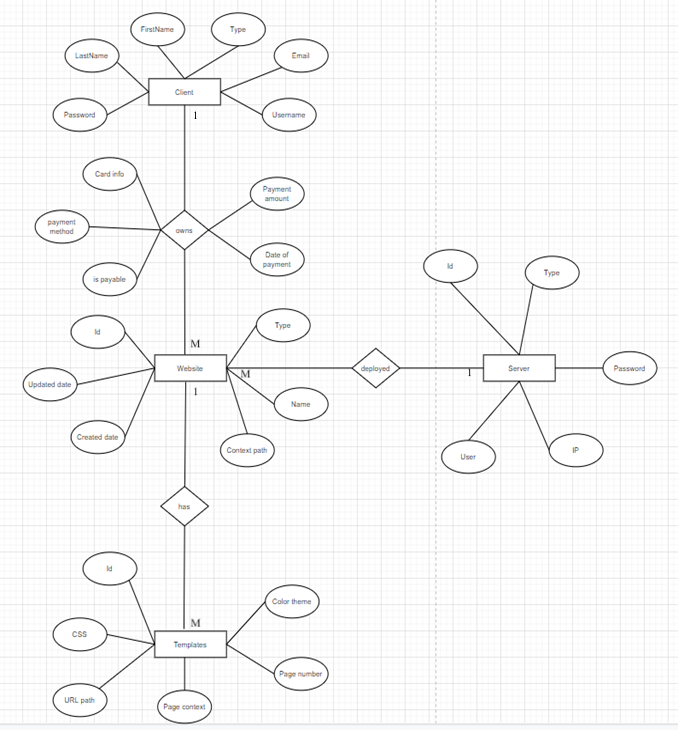 FirstName
Type
LastName
Email
Client
Password
Username
1
Card info
Payment
amount
payment
method
owns
Date of
payment
is payable
Id
Type
Id
Type
M
Website
M
deployed
1
Server
Password
Updated date
1
Name
Created date
Context path
User
IP
has
Id
Color theme
M
CSS
Templates
Page number
URL path
Page context